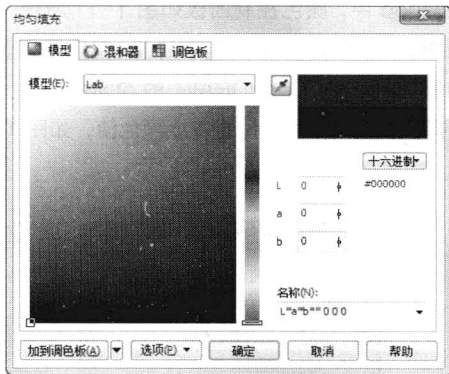 均匀填充
模型 混和器 调色板
模型(E): Lab
十六进制
L 0 #000000
a 0
b 0
名称(N):
L*a*b* 0 0 0
加到调色板(A) 选项(P) 确定 取消 帮助